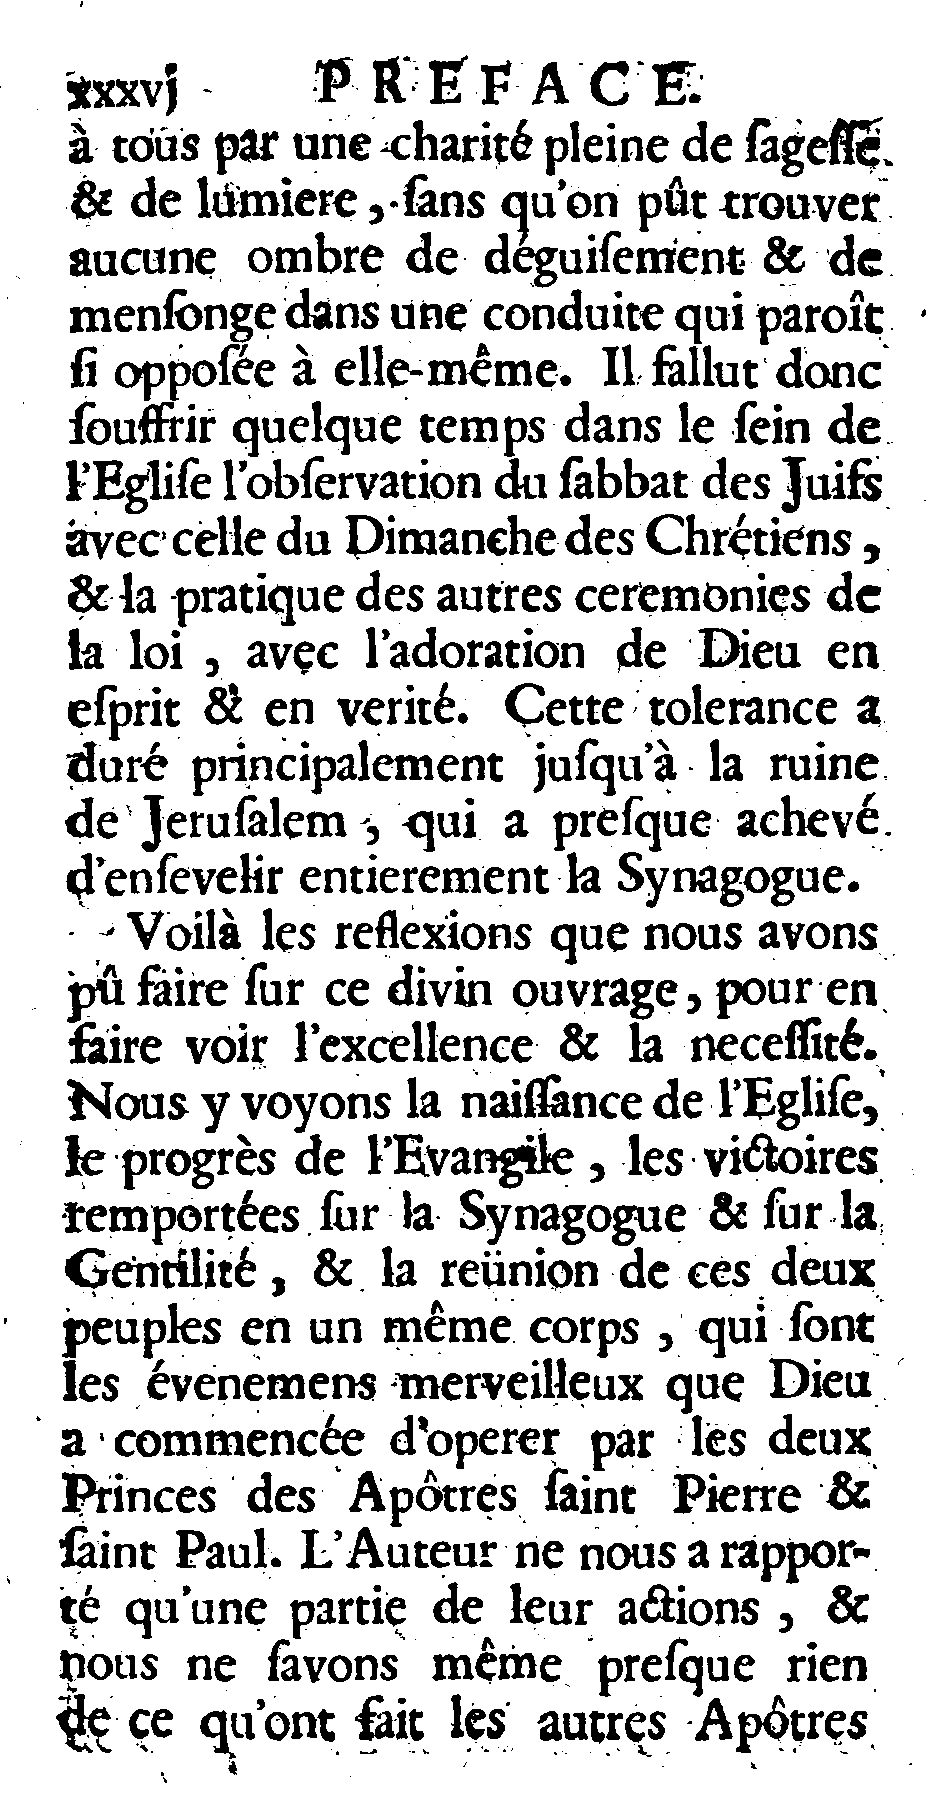 xxxvj PREFACE.
à tous par une charité pleine de ſageſſe
& de lumiere, ſans qu'on pût trouver
aucune ombre de déguiſement & de
menſonge dans une conduite qui paroît
ſi oppoſée à elle-même. Il fallut donc
ſouffrir quelque temps dans le ſein de
l'Egliſe l'obſervation du ſabbat des Juifs
avec celle du Dimanche des Chrétiens,
& la pratique des autres ceremonies de
la loi, avec l'adoration de Dieu en
eſprit & en verité. Cette tolerance a
duré principalement juſqu'à la ruine
de Jeruſalem, qui a preſque achevé
d'enſevelir entierement la Synagogue.
Voilà les reflexions que nous avons
pû faire ſur ce divin ouvrage, pour en
faire voir l'excellence & la neceſſité.
Nous y voyons la naiſſance de l'Egliſe,
le progrès de l'Evangile, les victoires
remportées ſur la Synagogue & ſur la
Gentilité, & la reünion de ces deux
peuples en un même corps, qui ſont
les évenemens merveilleux que Dieu
a commencée d'operer par les deux
Princes des Apôtres ſaint Pierre &
ſaint Paul. L'Auteur ne nous a rappor-
té qu'une partie de leur actions, &
nous ne ſavons même preſque rien
de ce qu'ont fait les autres Apôtres